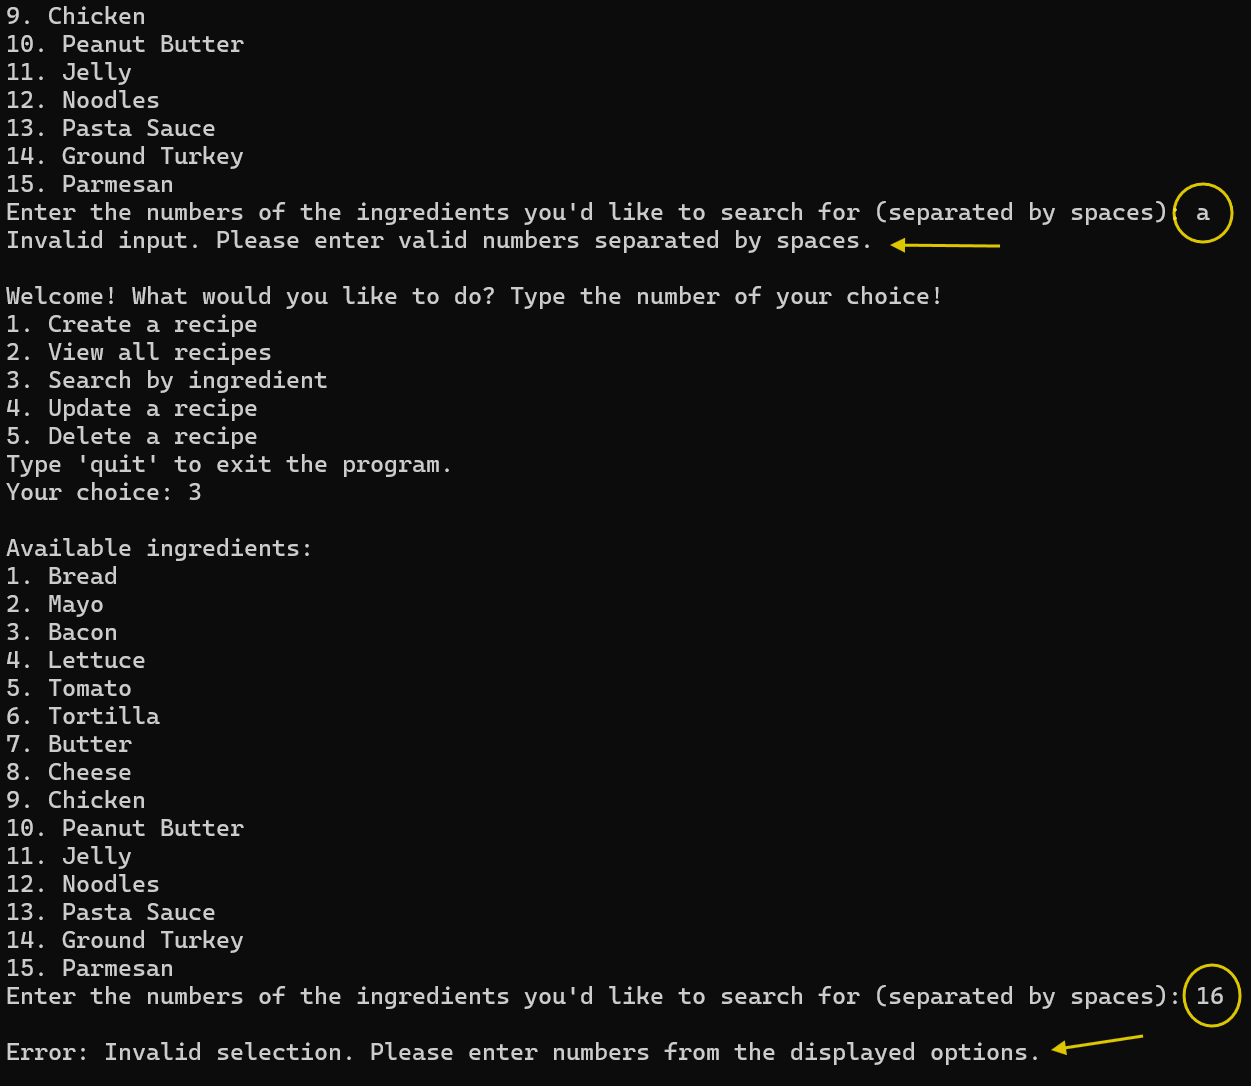 9. Chicken
10. Peanut Butter
11. Jelly
12. Noodles
13. Pasta Sauce
14. Ground Turkey
15. Parmesan
Enter the numbers of the ingredients you'd like to search for (separated by spaces): a
Invalid input. Please enter valid numbers separated by spaces.
Welcome! What would you like to do? Type the number of your choice!
1. Create a recipe
2. View all recipes
3. Search by ingredient
4. Update a recipe
5. Delete a recipe
Type 'quit' to exit the program.
Your choice: 3
Available ingredients:
1. Bread
2. Mayo
3. Bacon
4. Lettuce
5. Tomato
6. Tortilla
7. Butter
8. Cheese
9. Chicken
10. Peanut Butter
11. Jelly
12. Noodles
13. Pasta Sauce
14. Ground Turkey
15. Parmesan
Enter the numbers of the ingredients you'd like to search for (separated by spaces): 16
Error: Invalid selection. Please enter numbers from the displayed options.